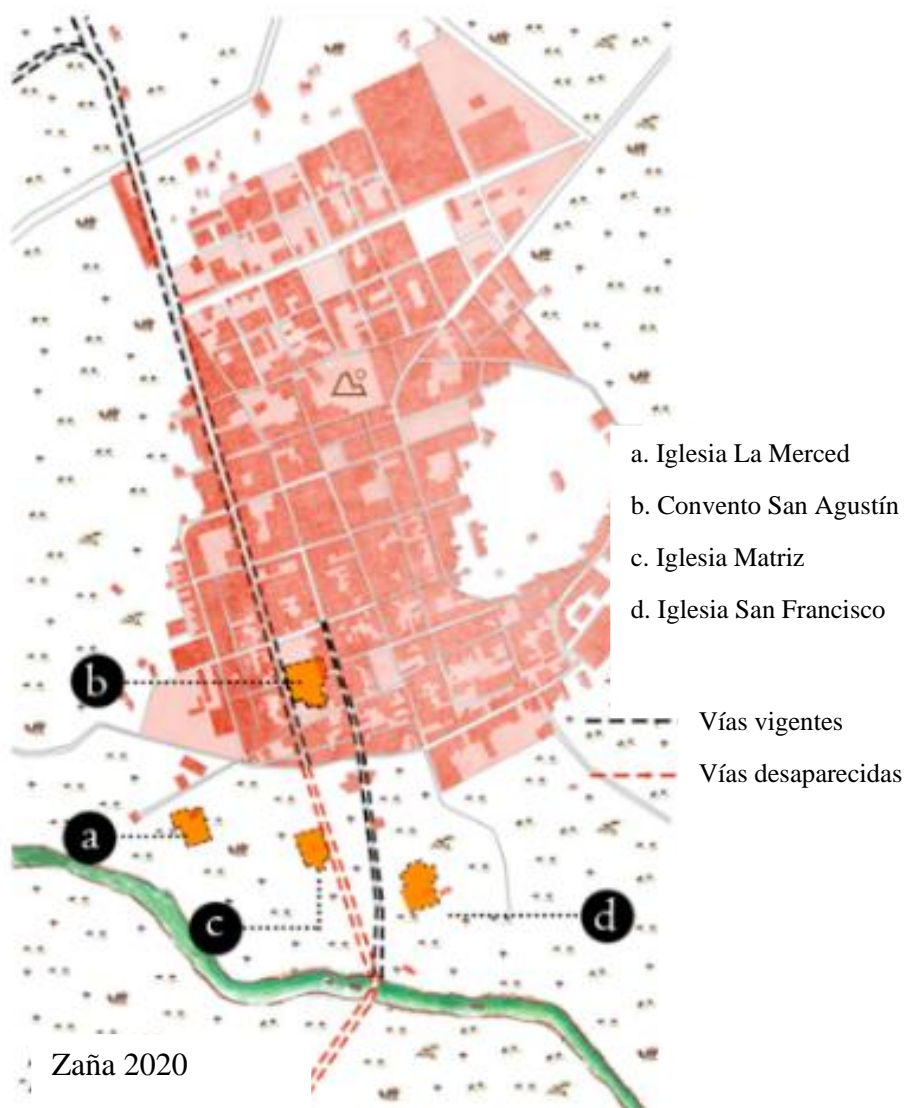 a. Iglesia La Merced
b. Convento San Agustín
c. Iglesia Matriz
d. Iglesia San Francisco
b
Vías vigentes
Vías desaparecidas
a
c
d
Zaña 2020